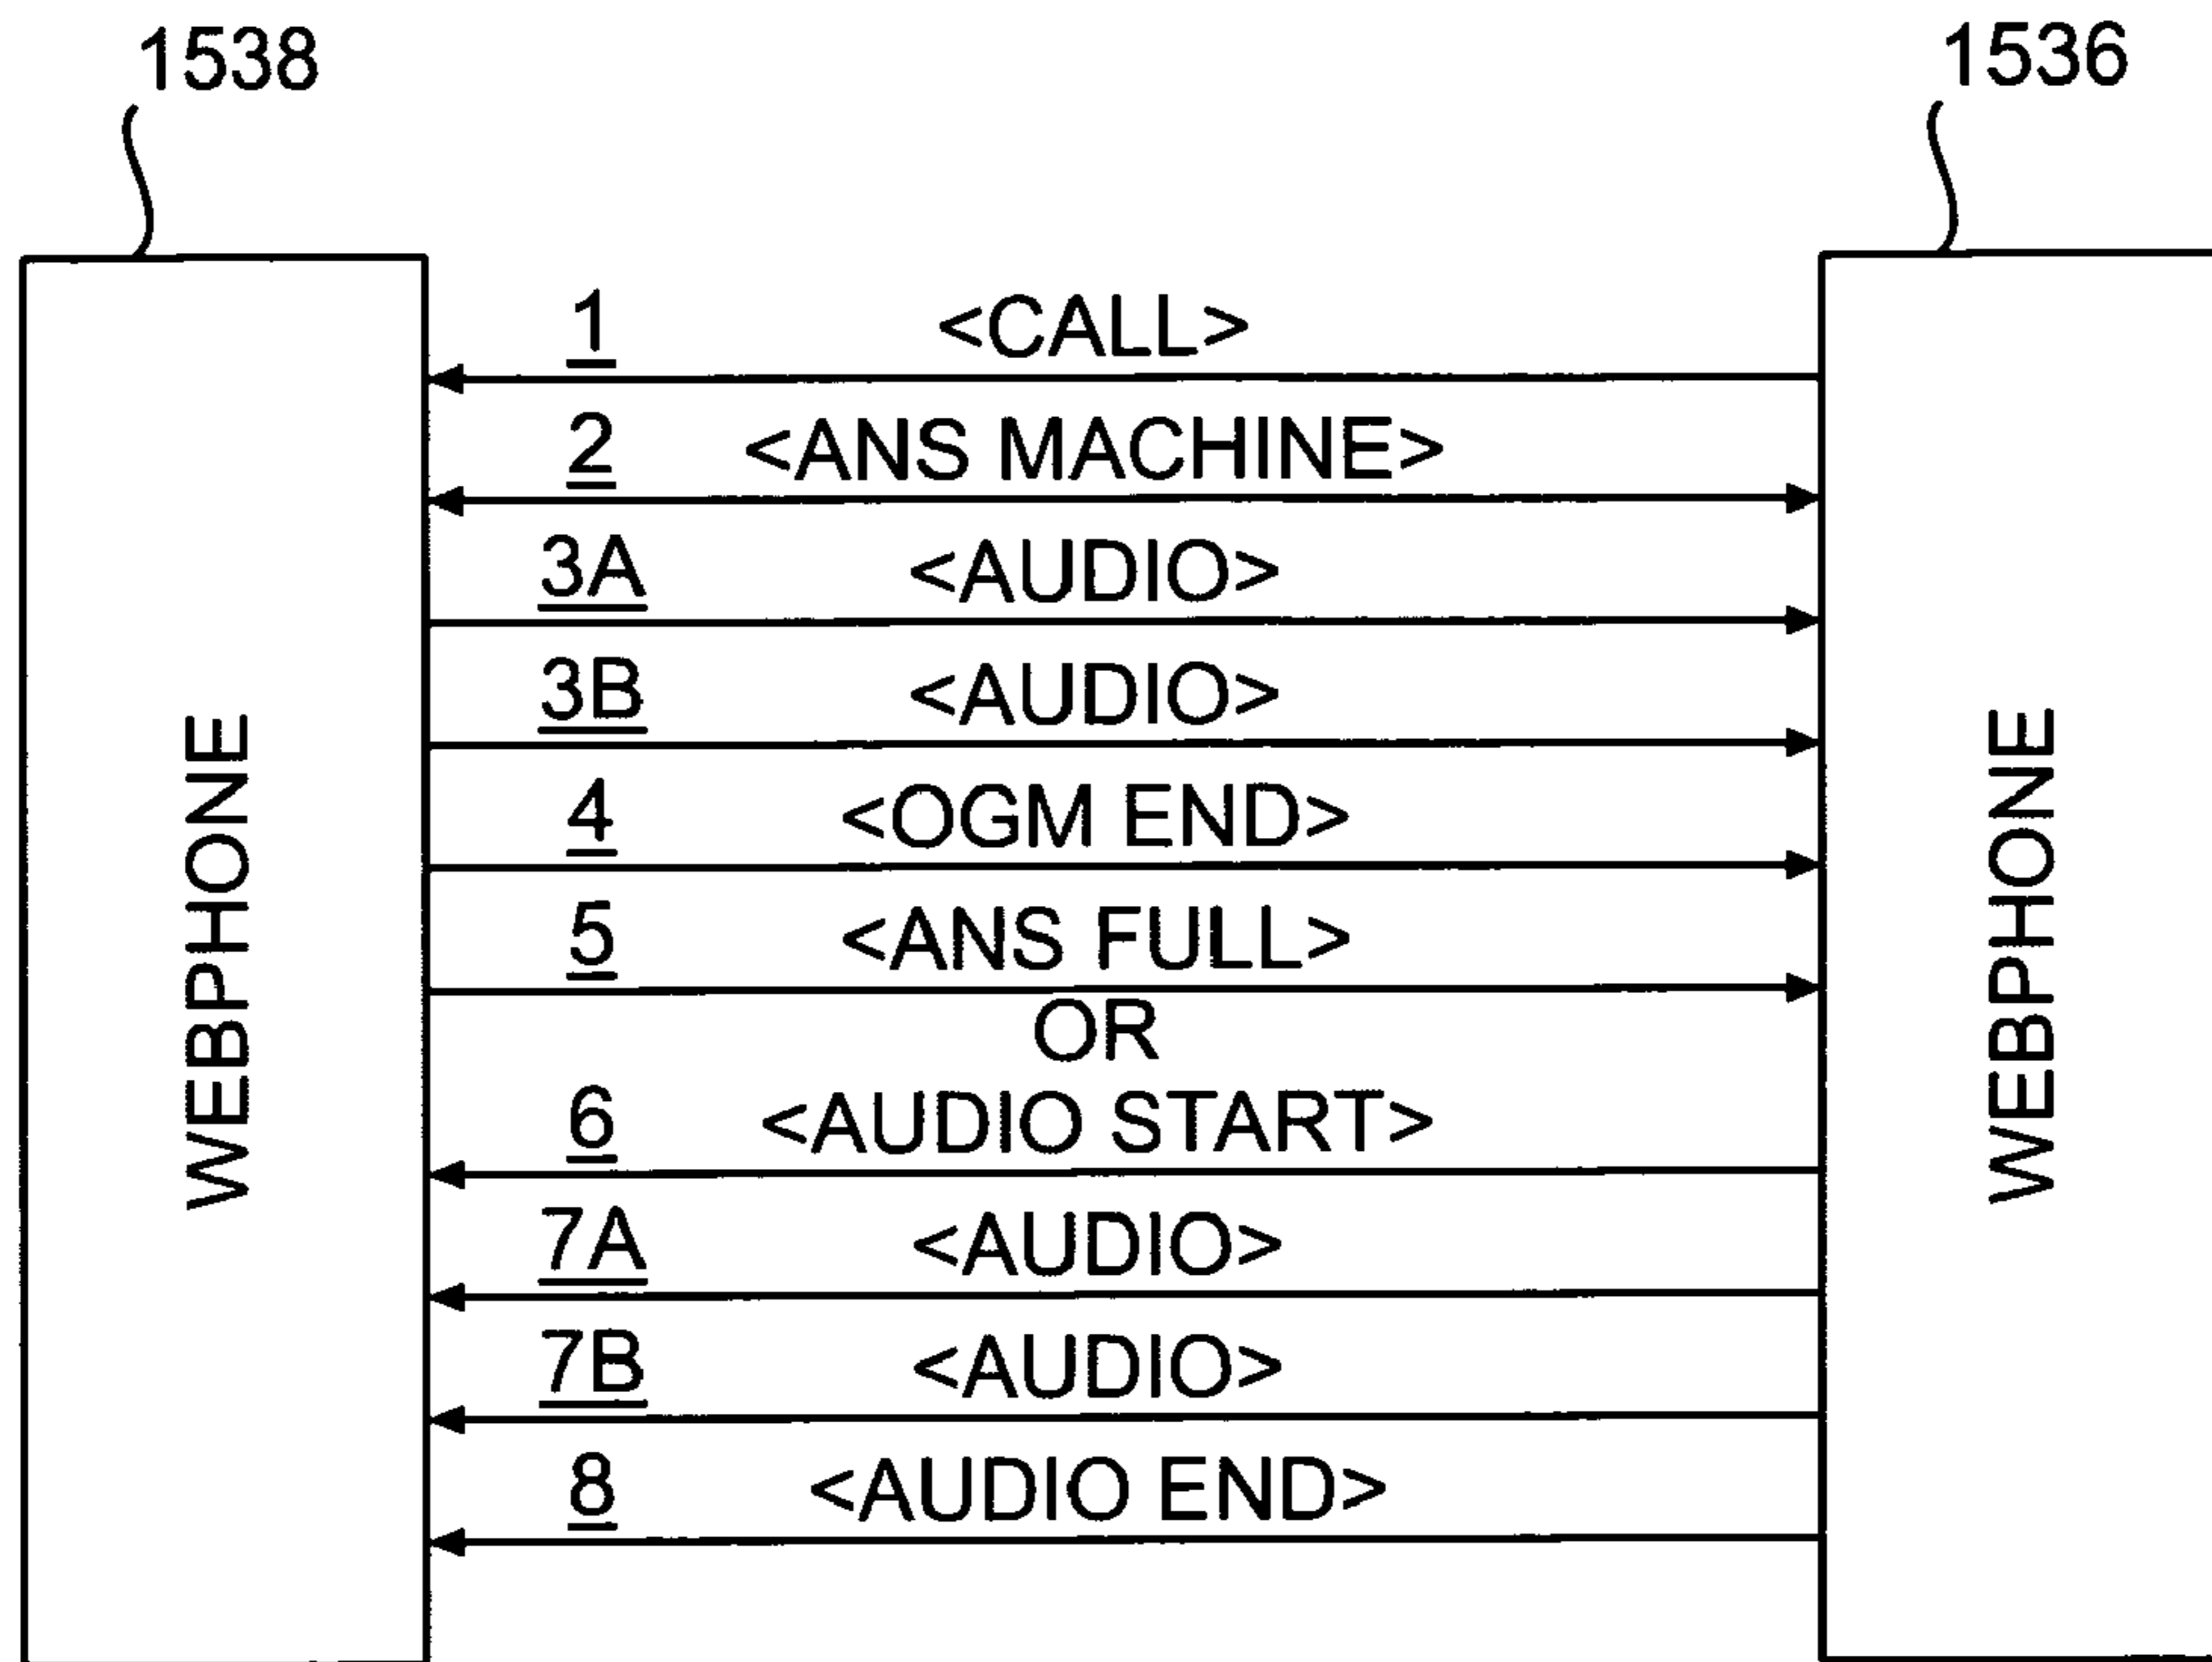 1538
1536
1 <CALL>
2 <ANS MACHINE>
3A <AUDIO>
3B <AUDIO>
4 <OGM END>
5 <ANS FULL>
OR
6 <AUDIO START>
7A <AUDIO>
7B <AUDIO>
8 <AUDIO END>
WEBPHONE
WEBPHONE